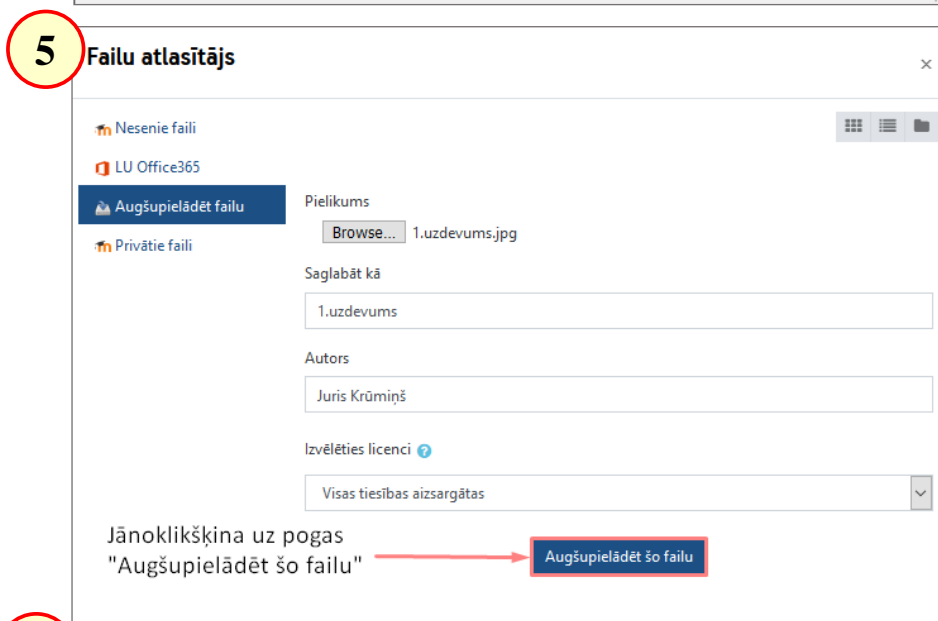 5
Failu atlasītājs
×
Nesenie faili
LU Office365
Augšupielādēt failu
Privātie faili
Pielikums
Browse... 1.uzdevums.jpg
Saglabāt kā
1.uzdevums
Autors
Juris Krūmiņš
Izvēlēties licenci ?
Visas tiesības aizsargātas
Jānoklikšķina uz pogas
"Augšupielādēt šo failu"
Augšupielādēt šo failu